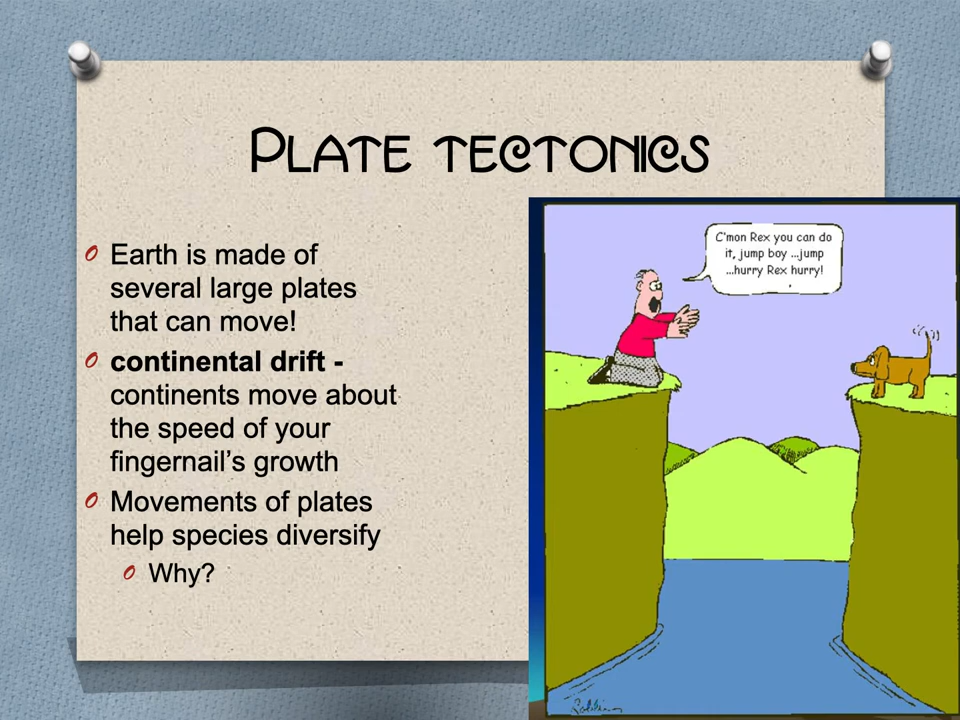 Plate tectonics
Earth is made of
several large plates
that can move!
continental drift -
continents move about
the speed of your
fingernail’s growth
Movements of plates
help species diversify
Why?
C'mon Rex you can do
it, jump boy ...jump
...hurry Rex hurry!